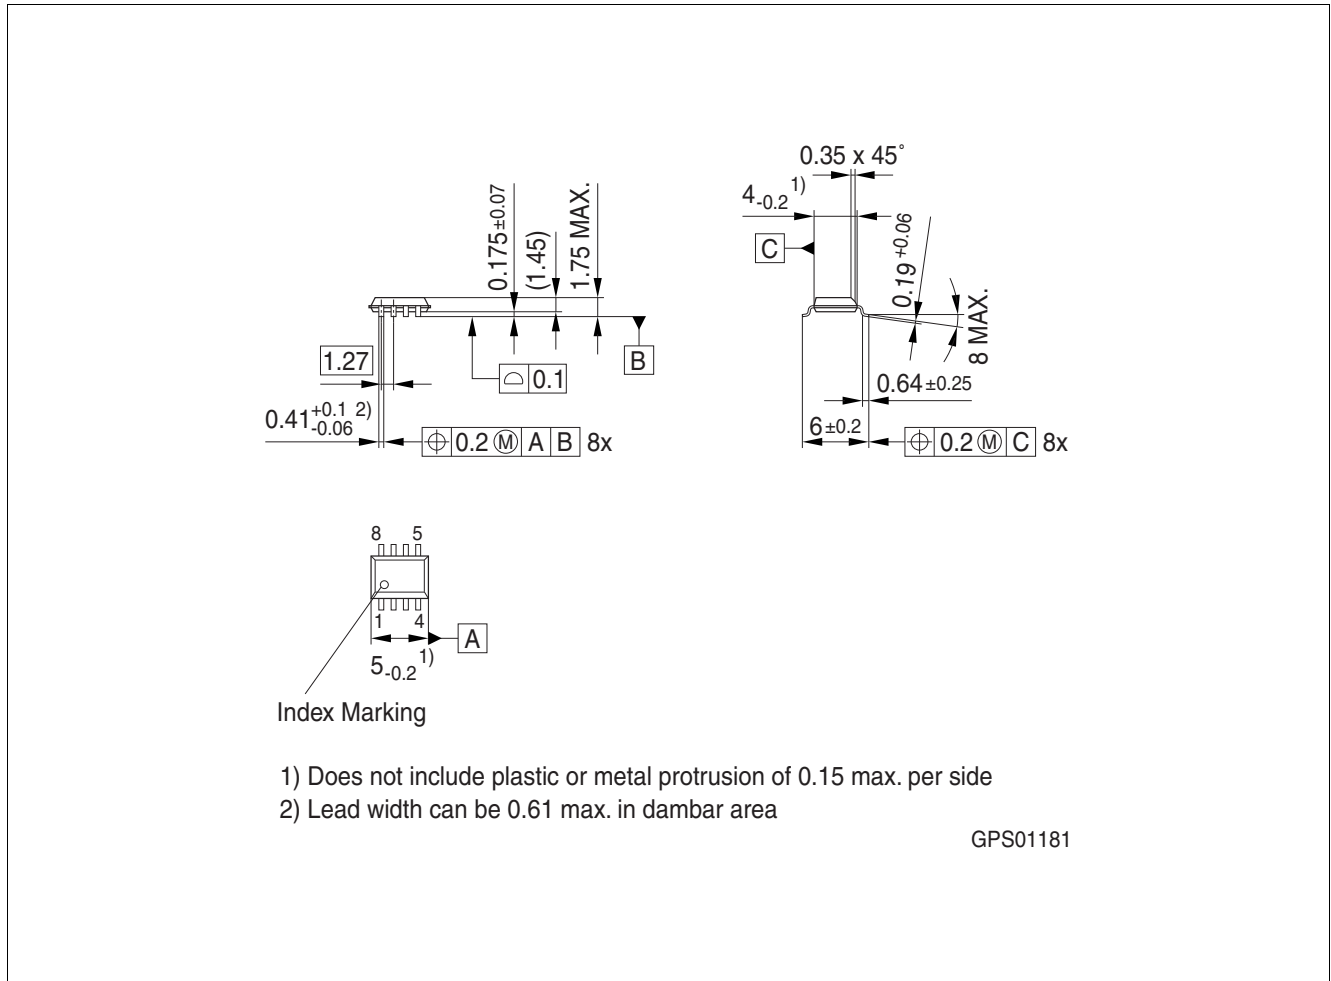 0.175±0.07
(1.45)
1.75 MAX.
B
1.27
⌓ 0.1
0.41 +0.1 -0.06 2)
⌖ 0.2 Ⓜ A B 8x
0.35 x 45˚
4-0.2 1)
C
0.19 +0.06
8 MAX.
0.64 ±0.25
6±0.2
⌖ 0.2 Ⓜ C 8x
8 5
1 4
A
5-0.2 1)
Index Marking
1) Does not include plastic or metal protrusion of 0.15 max. per side
2) Lead width can be 0.61 max. in dambar area
GPS01181